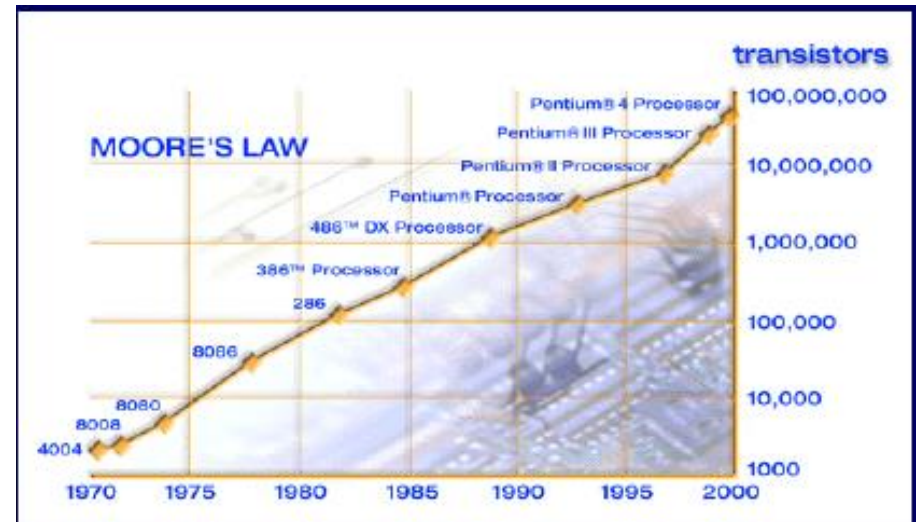 transistors
100,000,000
Pentium® 4 Processor
Pentium® III Processor
MOORE'S LAW
10,000,000
Pentium® II Processor
Pentium® Processor
486™ DX Processor
1,000,000
386™ Processor
286
100,000
8086
10,000
8080
8008
4004
1000
1970 1975 1980 1985 1990 1995 2000